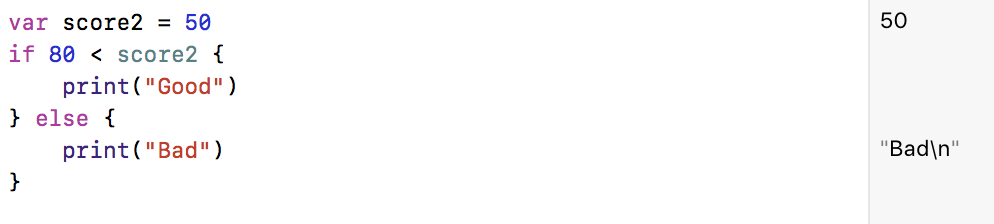 var score2 = 50
50
if 80 < score2 {
    print("Good")
} else {
    print("Bad")
"Bad\n"
}